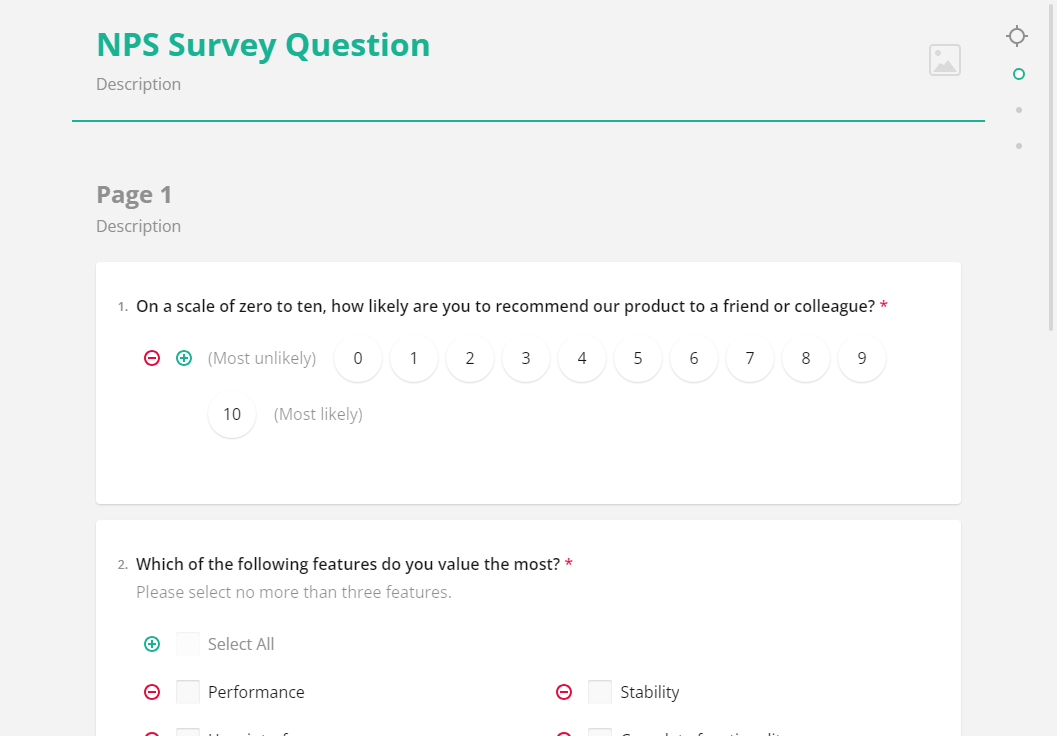 NPS Survey Question
Description
Page 1
Description
1. On a scale of zero to ten, how likely are you to recommend our product to a friend or colleague? *
(Most unlikely) 0 1 2 3 4 5 6 7 8 9
10 (Most likely)
2. Which of the following features do you value the most? *
Please select no more than three features.
Select All
Performance Stability